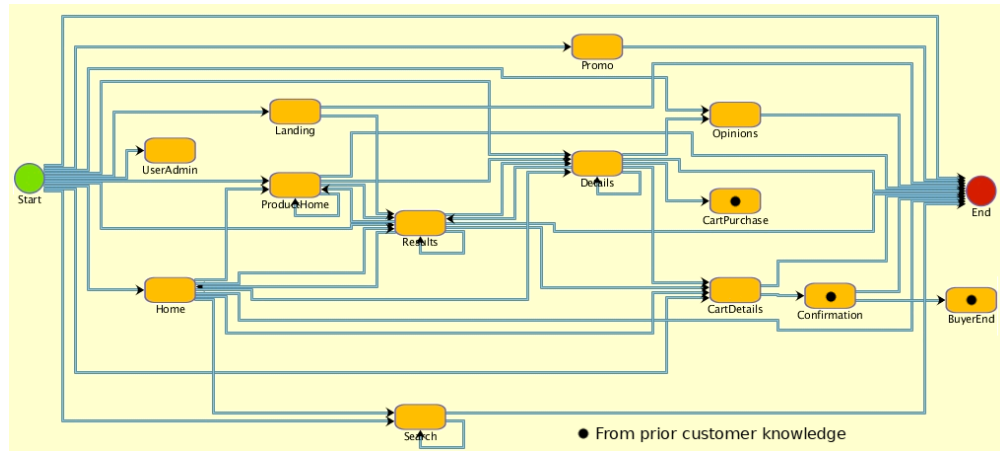 Promo
Landing
Opinions
UserAdmin
Start
ProductHome
Details
End
CartPurchase
Results
Home
CartDetails
Confirmation
BuyerEnd
Search
From prior customer knowledge